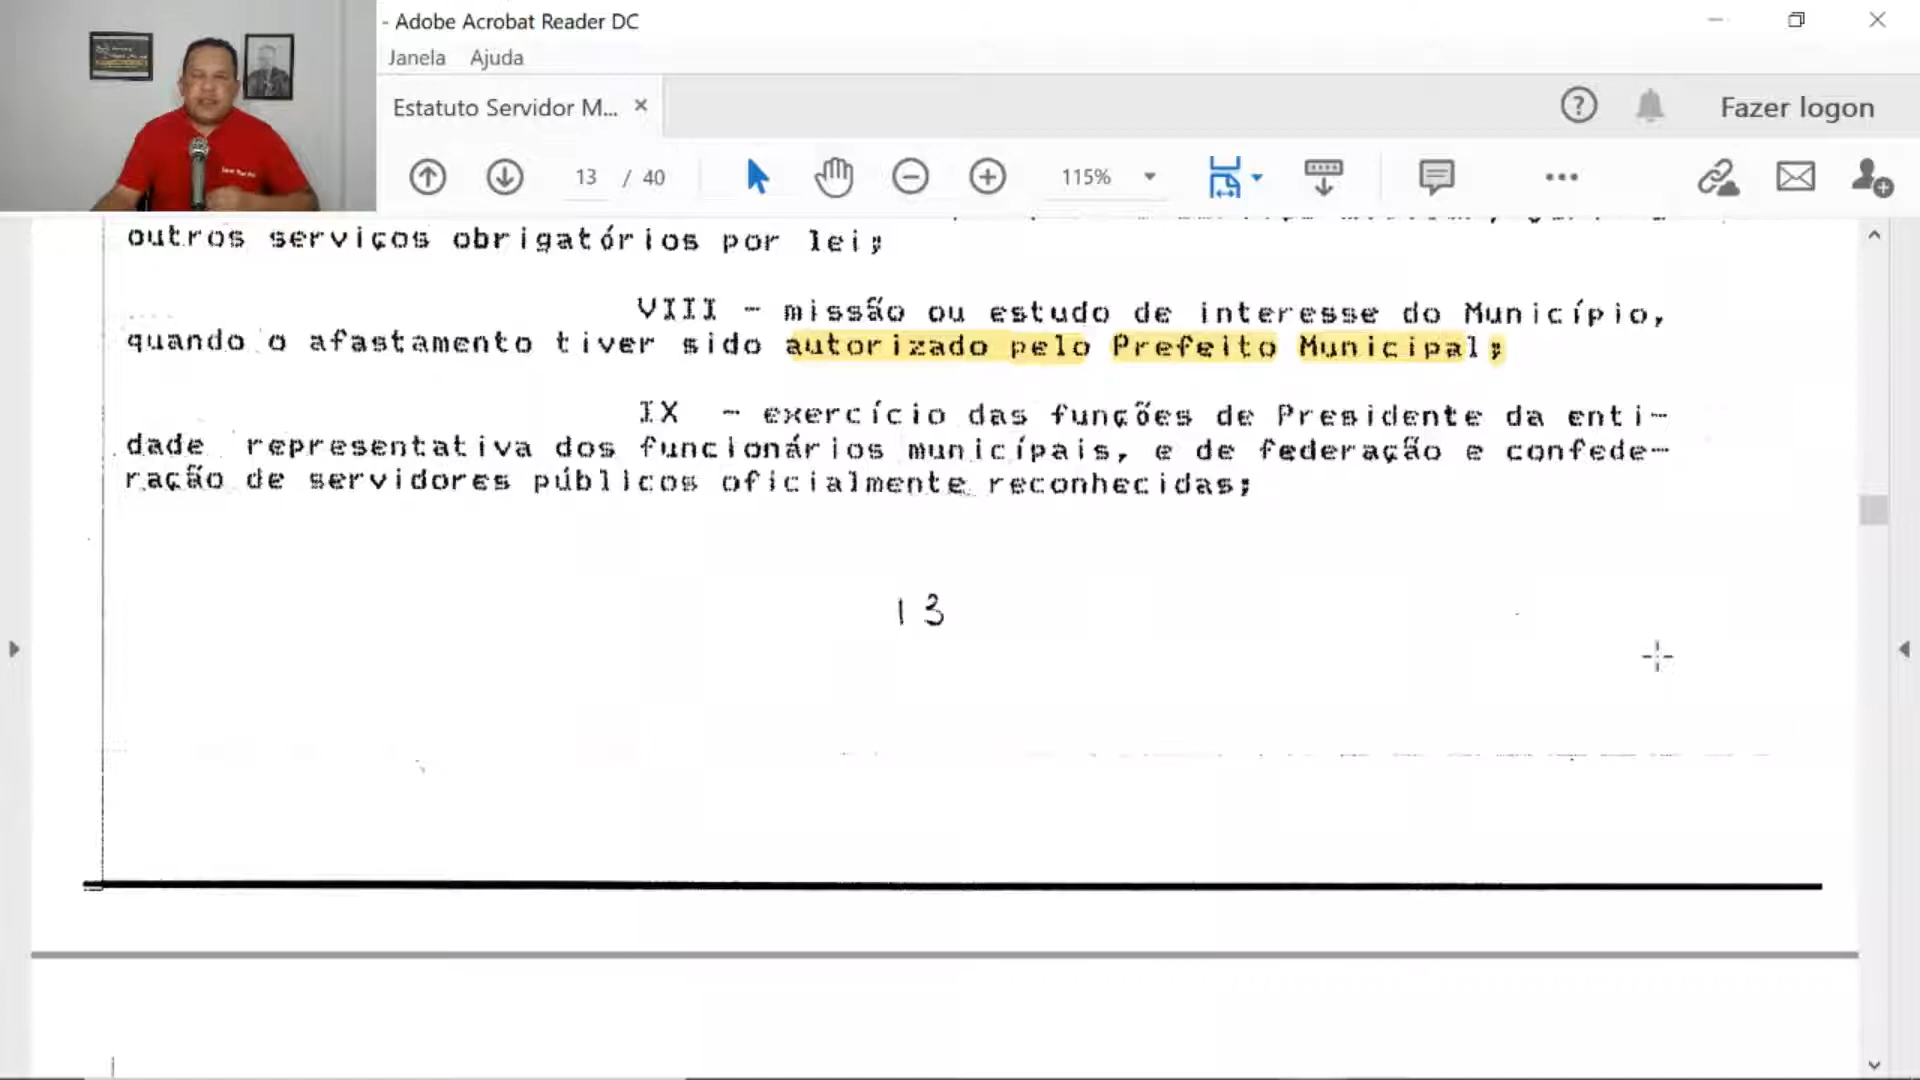 - Adobe Acrobat Reader DC
Janela Ajuda
Estatuto Servidor M... ×
Fazer logon
13 / 40
115%
outros serviços obrigatórios por lei;
VIII - missão ou estudo de interesse do Município,
quando o afastamento tiver sido autorizado pelo Prefeito Municipal;
IX - exercício das funções de Presidente da enti-
dade representativa dos funcionários municípais, e de federação e confede-
ração de servidores públicos oficialmente reconhecidas;
13